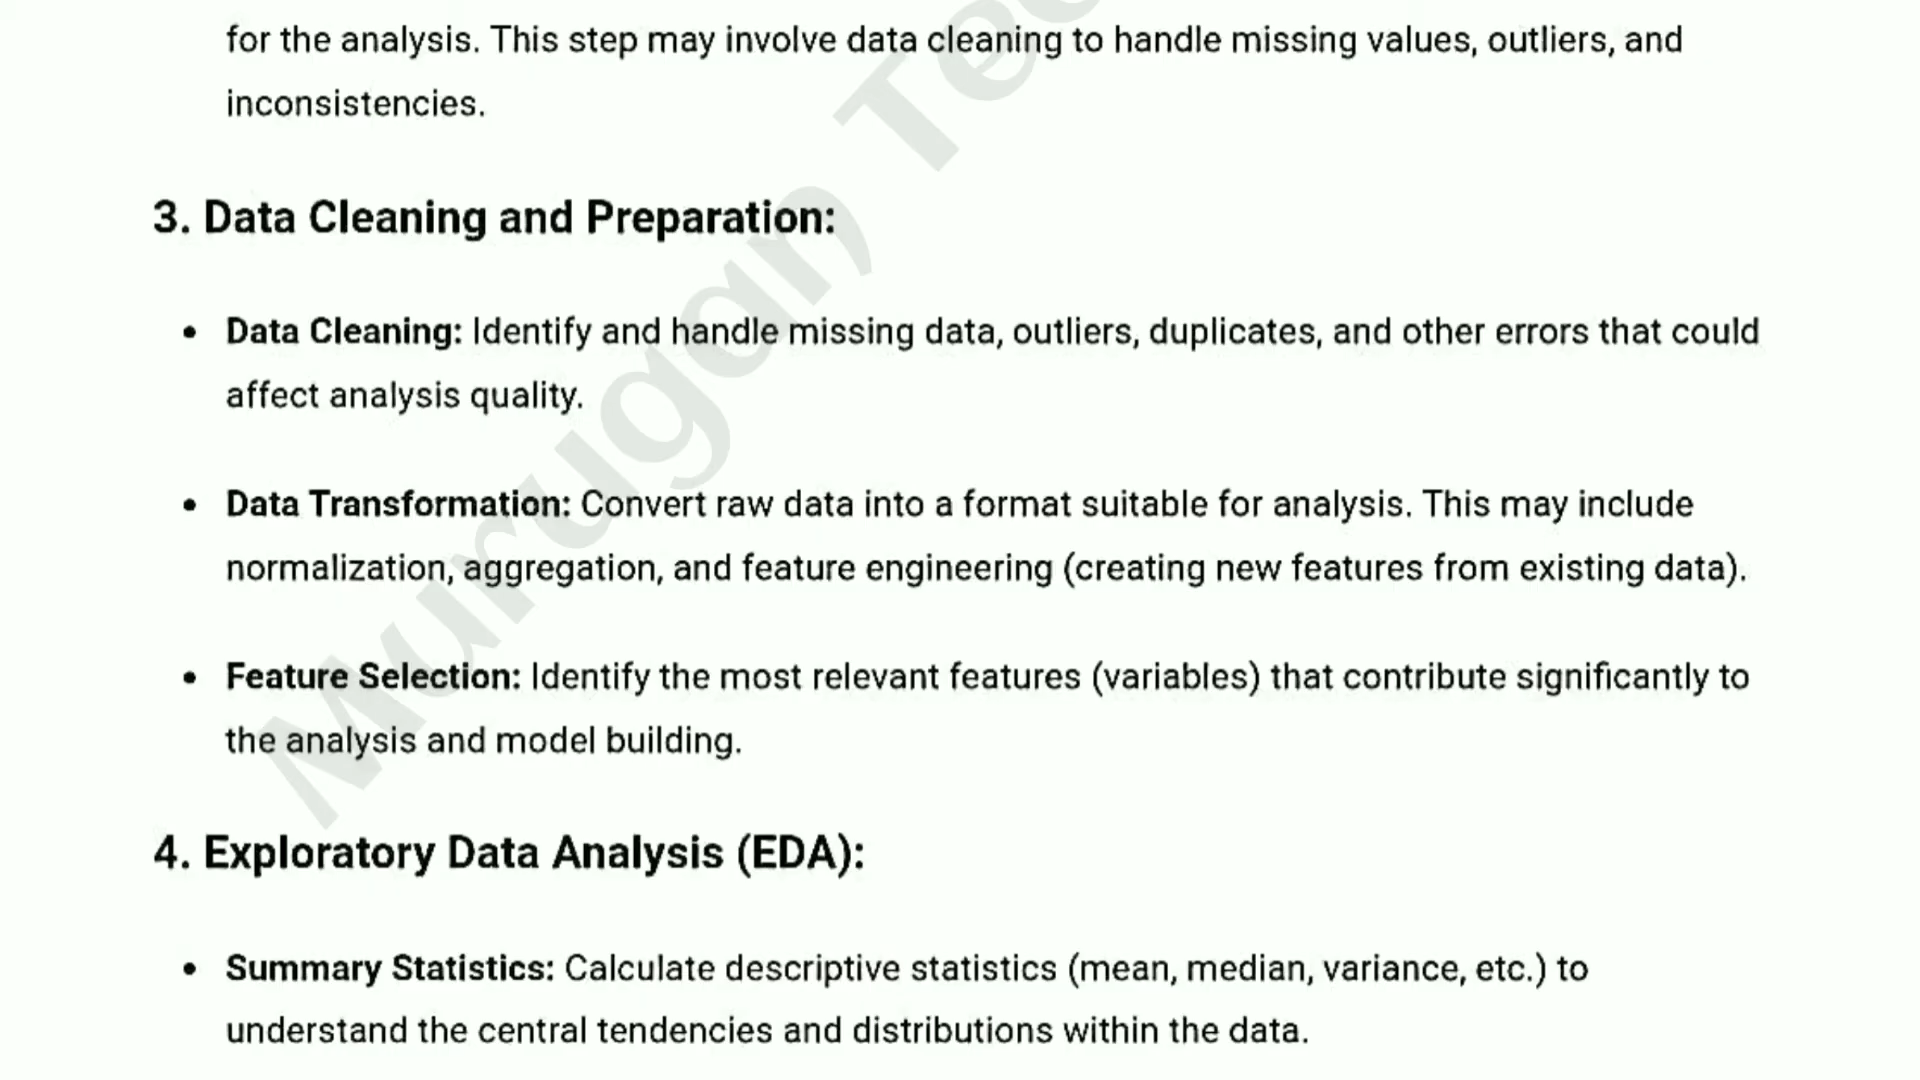 for the analysis. This step may involve data cleaning to handle missing values, outliers, and
inconsistencies.
3. Data Cleaning and Preparation:
• Data Cleaning: Identify and handle missing data, outliers, duplicates, and other errors that could
affect analysis quality.
• Data Transformation: Convert raw data into a format suitable for analysis. This may include
normalization, aggregation, and feature engineering (creating new features from existing data).
• Feature Selection: Identify the most relevant features (variables) that contribute significantly to
the analysis and model building.
4. Exploratory Data Analysis (EDA):
• Summary Statistics: Calculate descriptive statistics (mean, median, variance, etc.) to
understand the central tendencies and distributions within the data.
Murugan